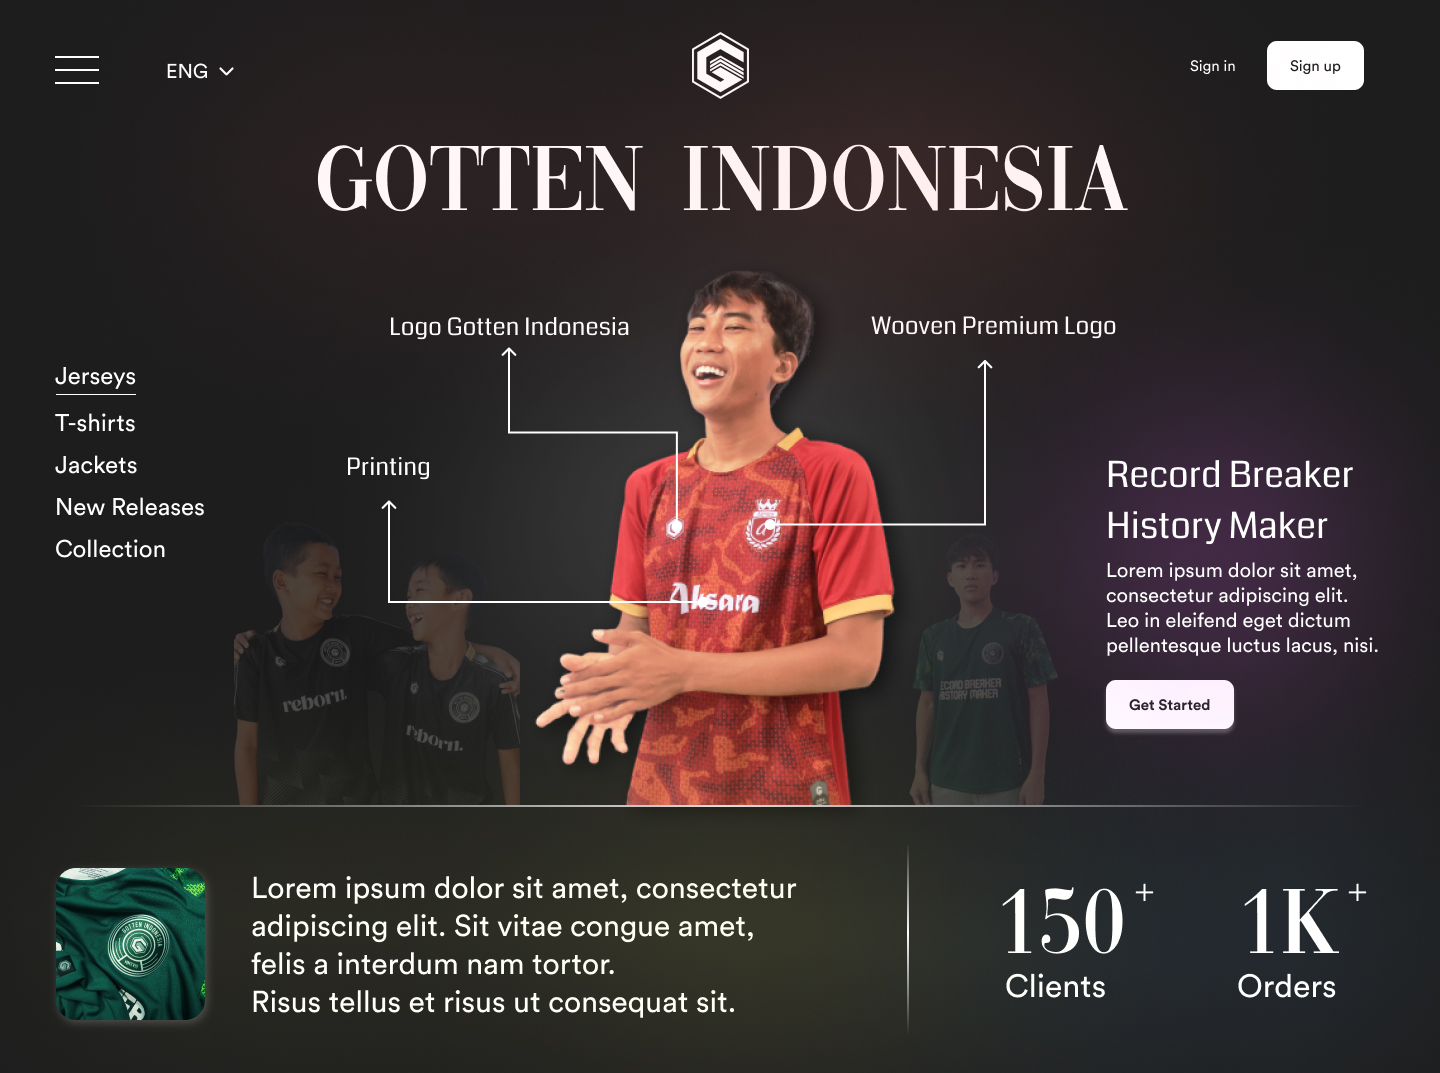 ENG
Sign in
Sign up
GOTTEN INDONESIA
Logo Gotten Indonesia
Wooven Premium Logo
Jerseys
T-shirts
Jackets
New Releases
Collection
Printing
Record Breaker
History Maker
Lorem ipsum dolor sit amet,
consectetur adipiscing elit.
Leo in eleifend eget dictum
pellentesque luctus lacus, nisi.
Get Started
Aksara
reborn.
reborn.
RECORD BREAKER
HISTORY MAKER
GOTTEN INDONESIA
Lorem ipsum dolor sit amet, consectetur
adipiscing elit. Sit vitae congue amet,
felis a interdum nam tortor.
Risus tellus et risus ut consequat sit.
150+
Clients
1K+
Orders